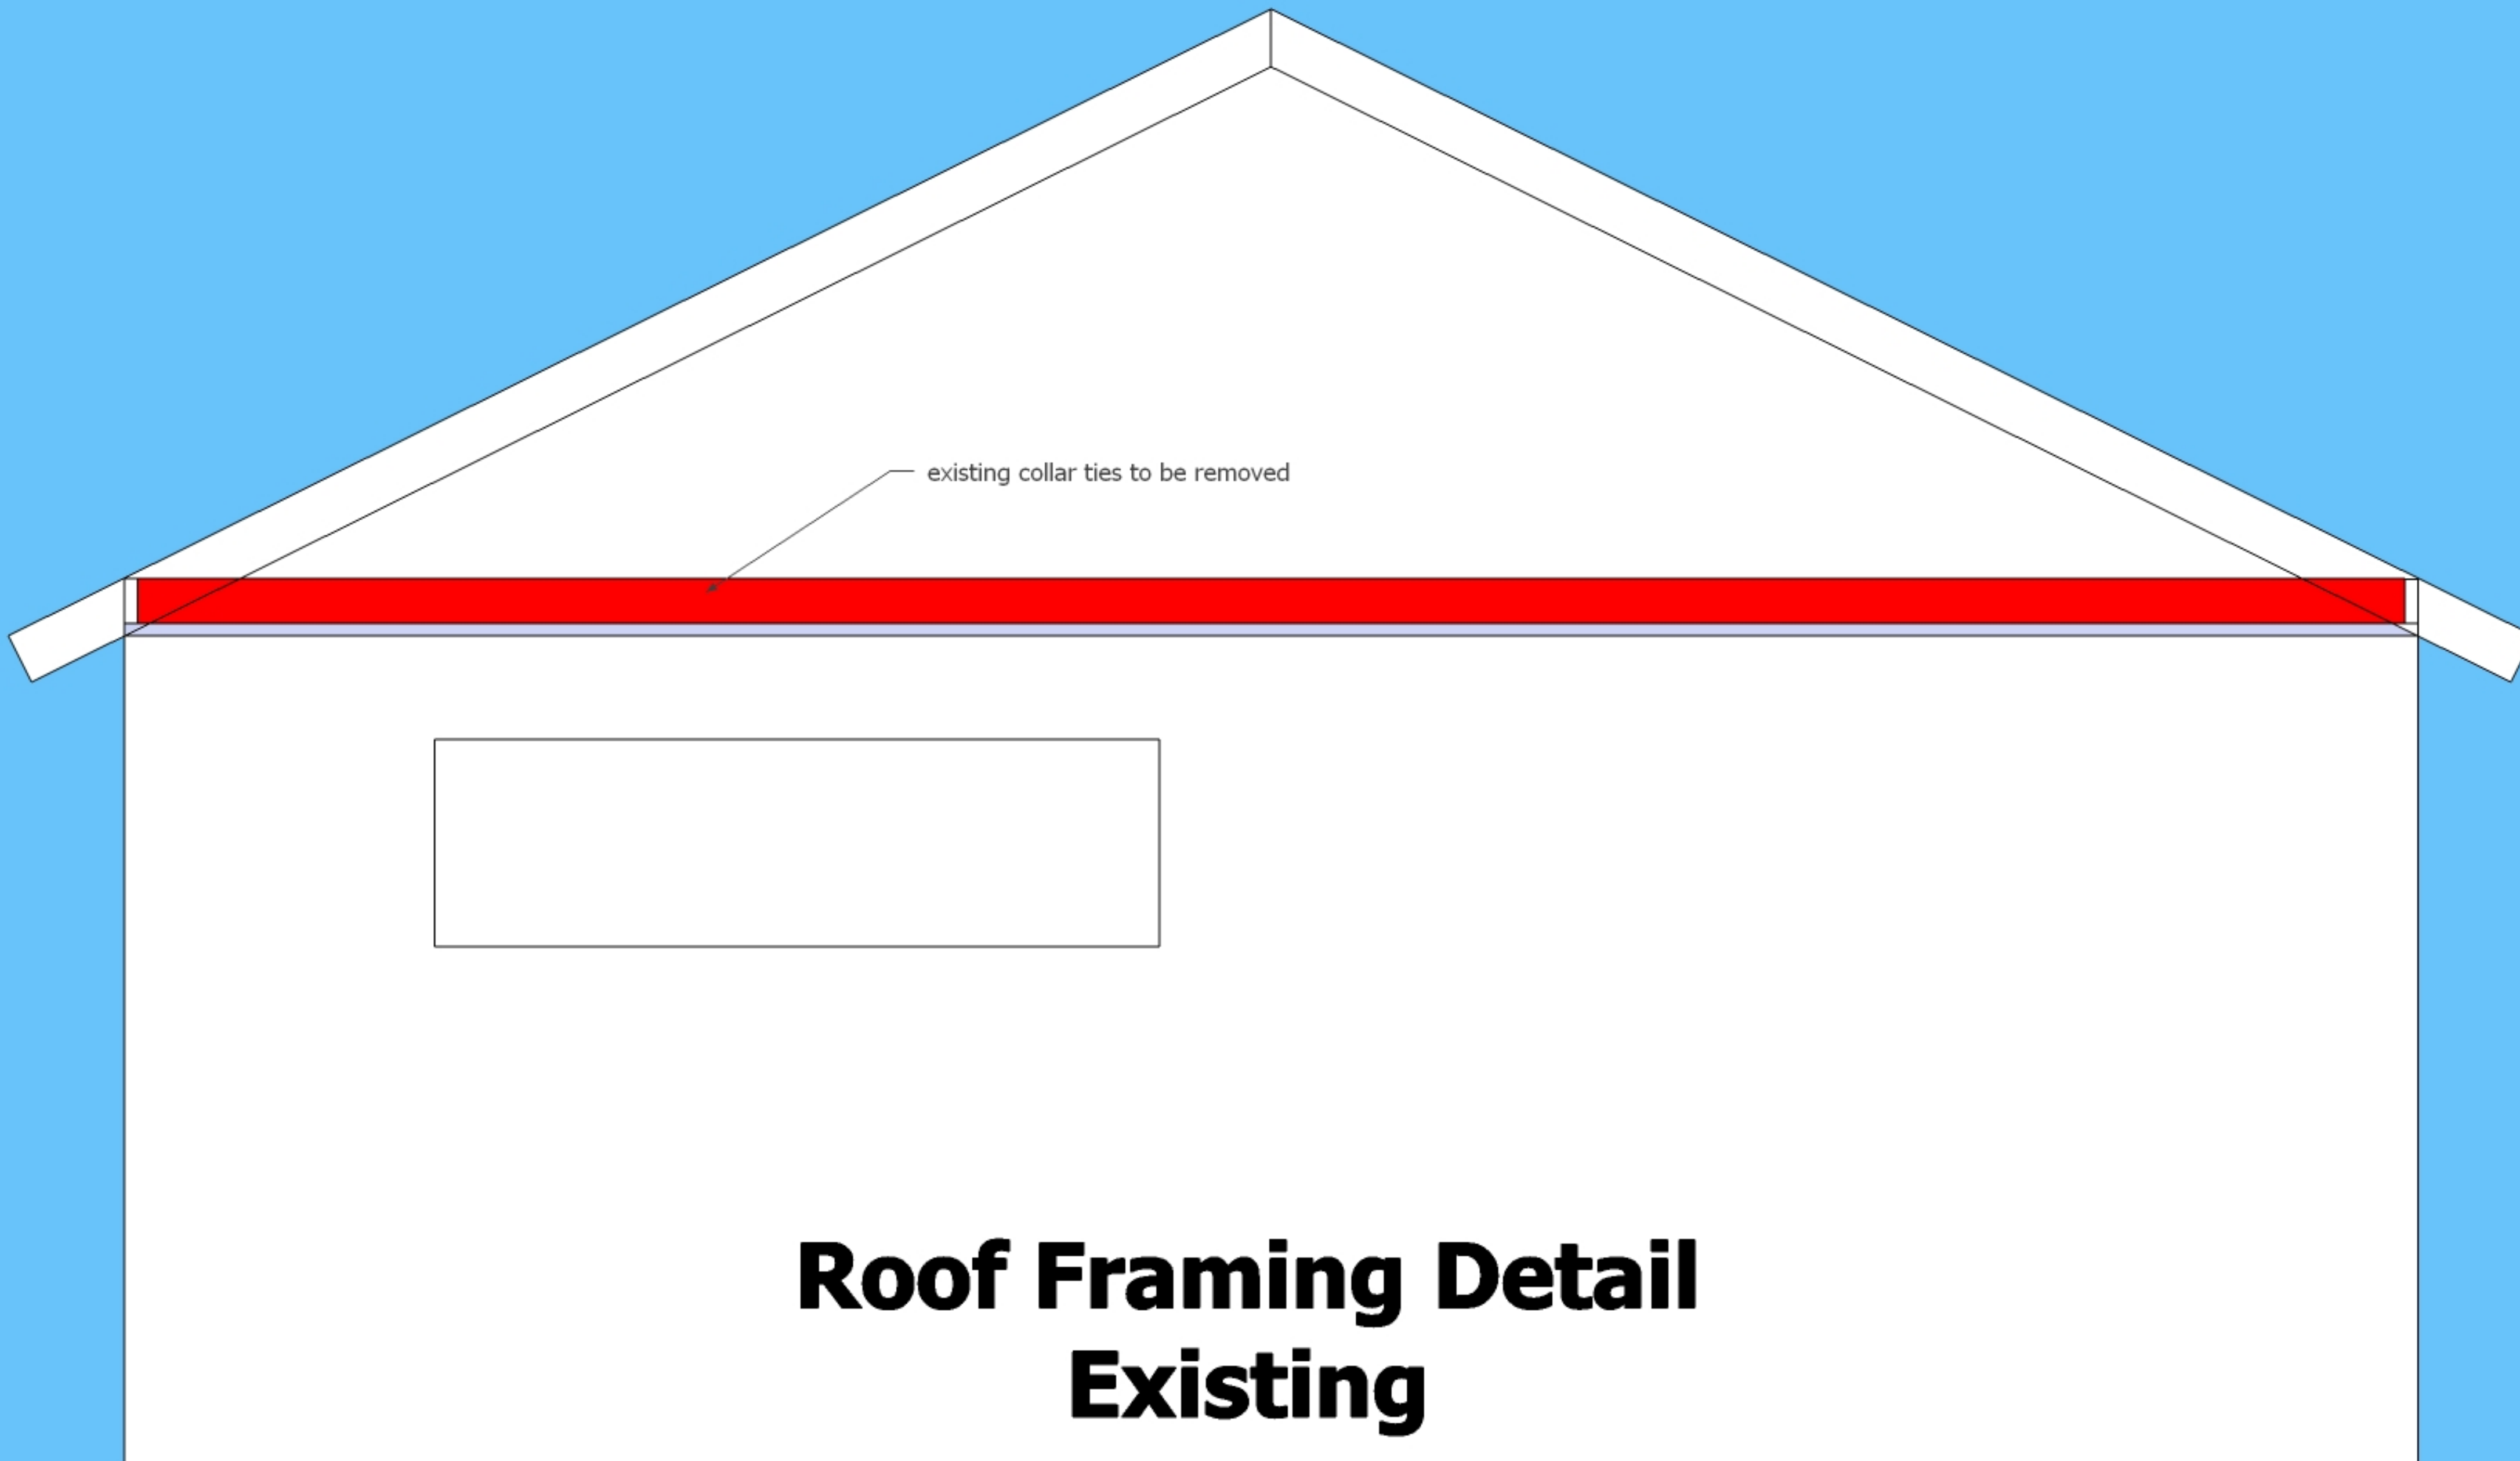 existing collar ties to be removed
Roof Framing Detail
Existing